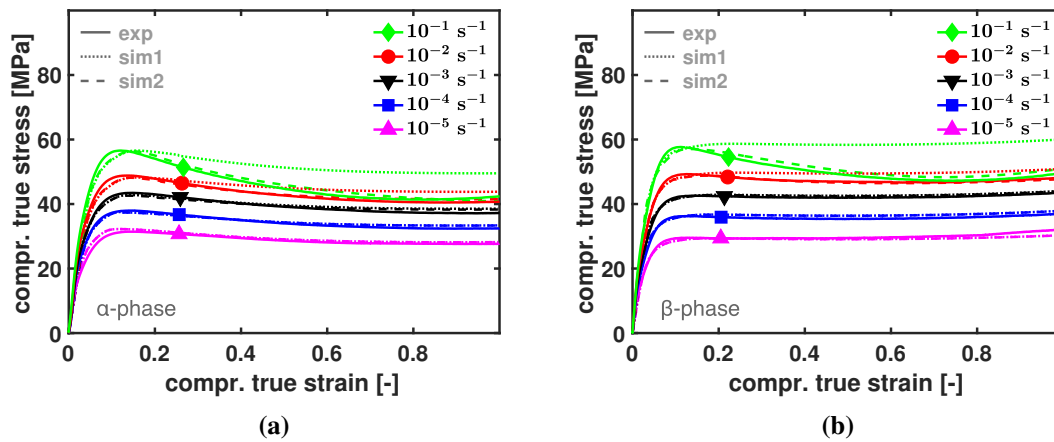 compr. true stress [MPa]
80
60
40
20
0
exp
sim1
sim2
10⁻¹ s⁻¹
10⁻² s⁻¹
10⁻³ s⁻¹
10⁻⁴ s⁻¹
10⁻⁵ s⁻¹
α-phase
0 0.2 0.4 0.6 0.8
compr. true strain [-]
(a)
compr. true stress [MPa]
80
60
40
20
0
exp
sim1
sim2
10⁻¹ s⁻¹
10⁻² s⁻¹
10⁻³ s⁻¹
10⁻⁴ s⁻¹
10⁻⁵ s⁻¹
β-phase
0 0.2 0.4 0.6 0.8
compr. true strain [-]
(b)